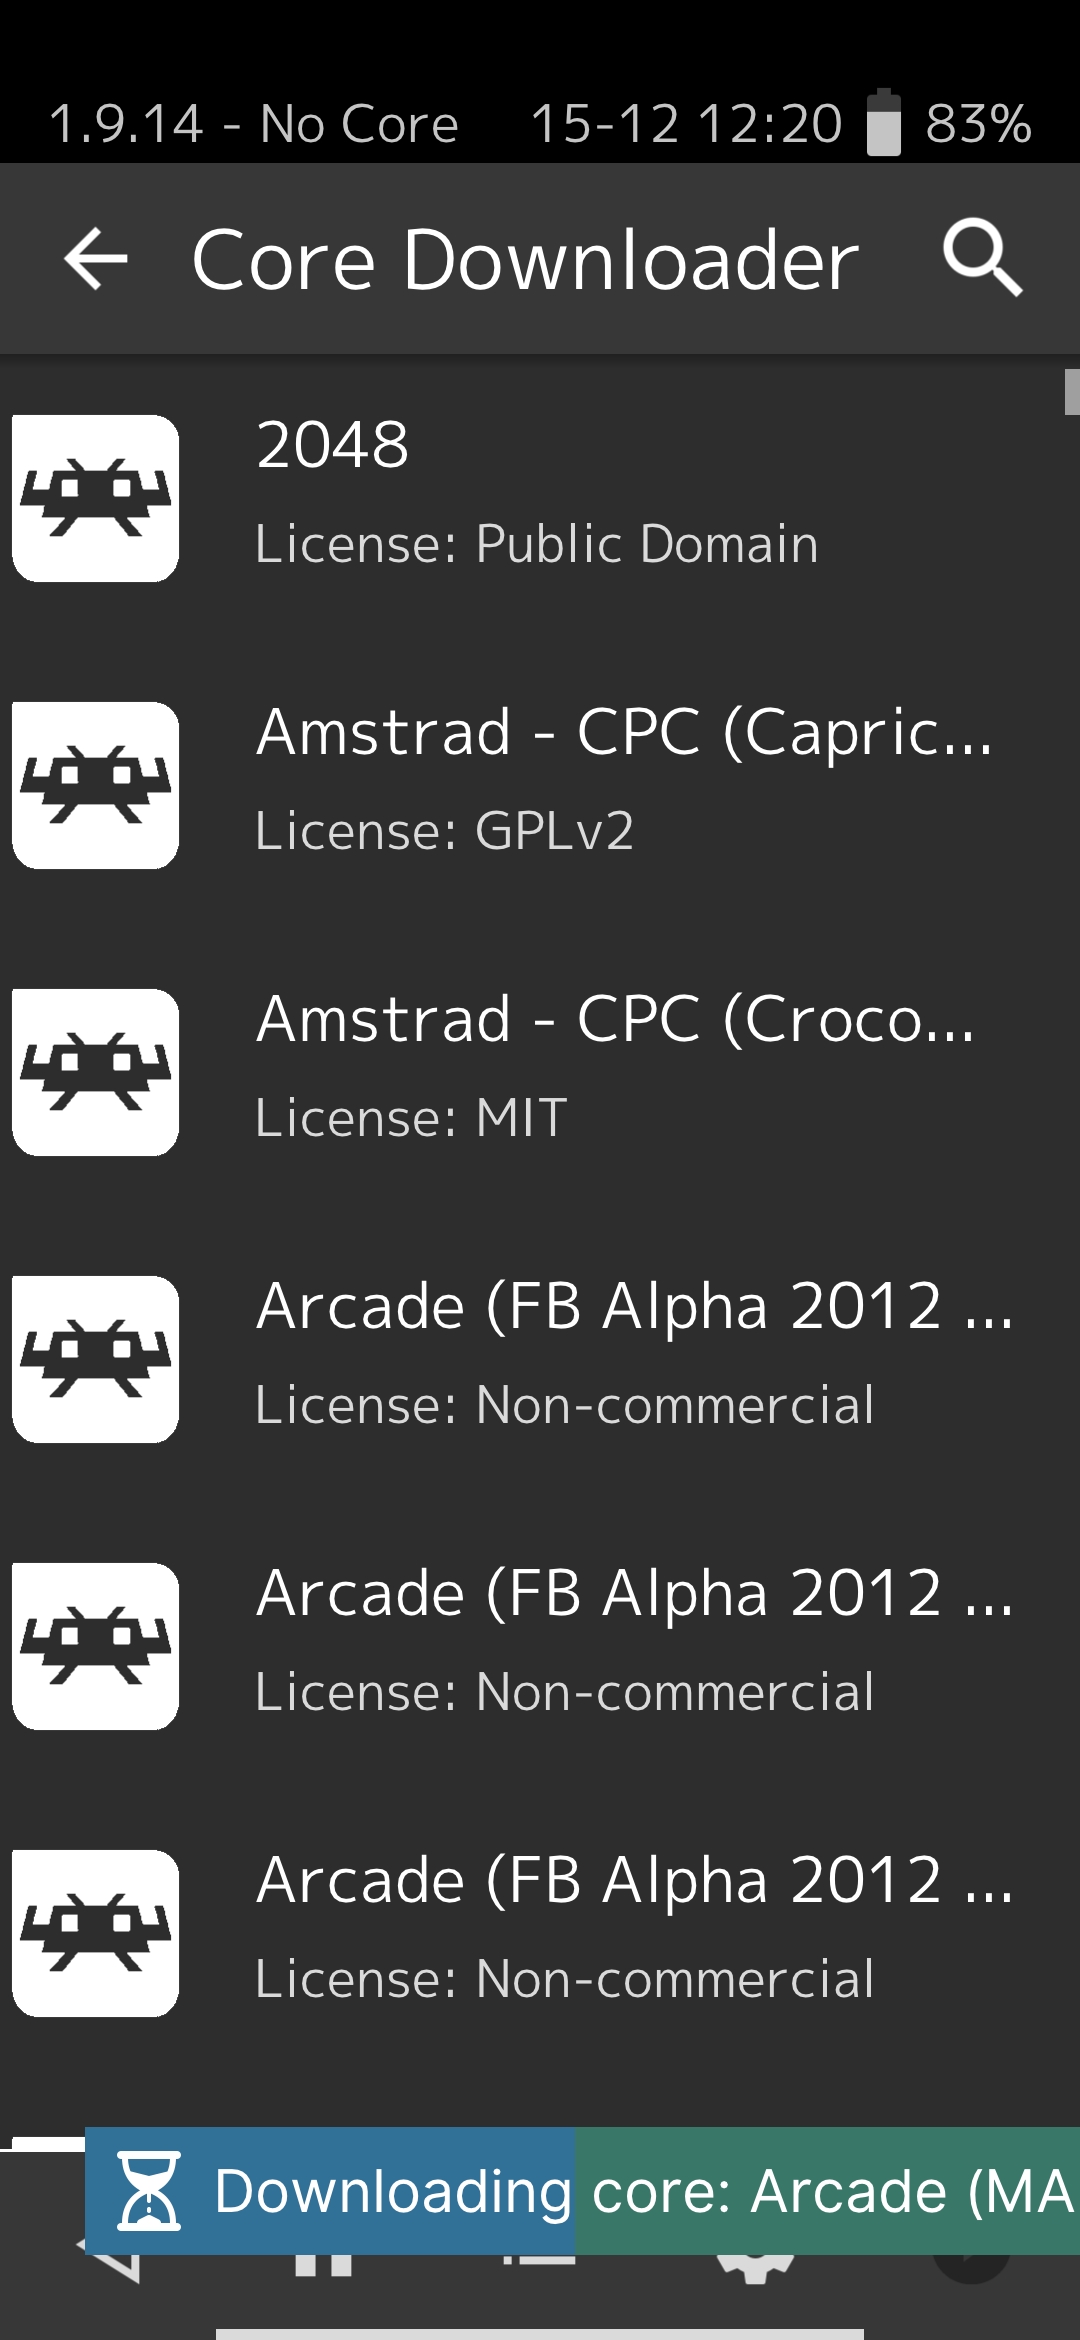 1.9.14 - No Core 15-12 12:20 83%
Core Downloader
2048
License: Public Domain
Amstrad - CPC (Capric...
License: GPLv2
Amstrad - CPC (Croco...
License: MIT
Arcade (FB Alpha 2012 ...
License: Non-commercial
Arcade (FB Alpha 2012 ...
License: Non-commercial
Arcade (FB Alpha 2012 ...
License: Non-commercial
Downloading core: Arcade (MA